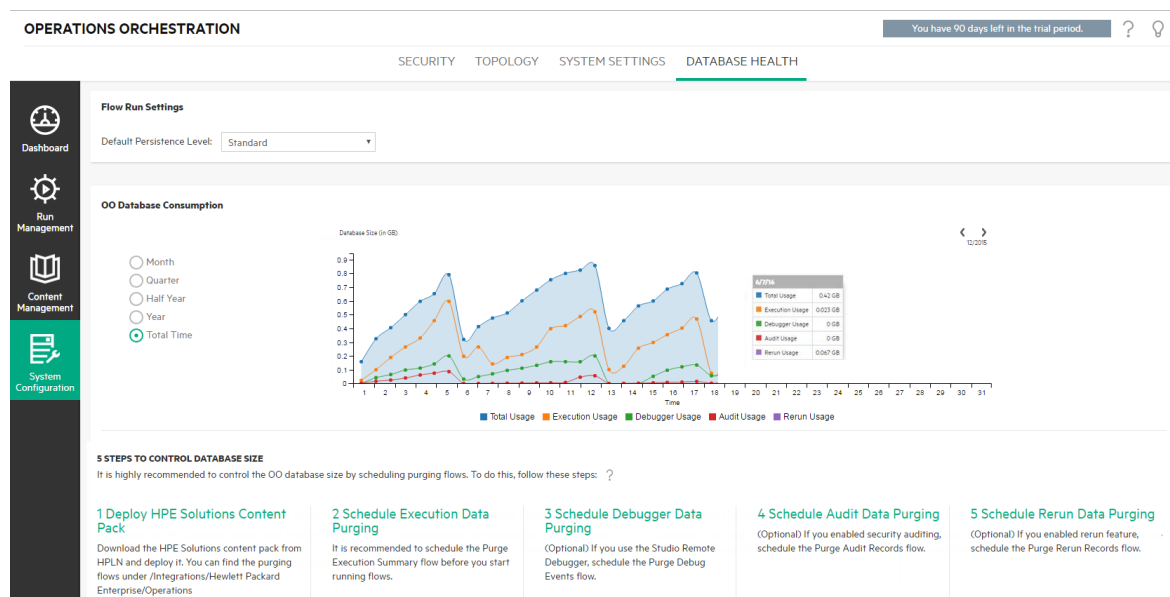 OPERATIONS ORCHESTRATION
You have 90 days left in the trial period.
?
SECURITY TOPOLOGY SYSTEM SETTINGS DATABASE HEALTH
Dashboard
Run
Management
Content
Management
System
Configuration
Flow Run Settings
Default Persistence Level: Standard
OO Database Consumption
Month
Quarter
Half Year
Year
Total Time
Database Size (in GB)
12/2015
0.9
0.8
0.7
0.6
0.5
0.4
0.3
0.2
0.1
0
1 2 3 4 5 6 7 8 9 10 11 12 13 14 15 16 17 18 19 20 21 22 23 24 25 26 27 28 29 30 31
Time
6/7/16
Total Usage 0.42 GB
Execution Usage 0.023 GB
Debugger Usage 0 GB
Audit Usage 0 GB
Rerun Usage 0.067 GB
Total Usage Execution Usage Debugger Usage Audit Usage Rerun Usage
5 STEPS TO CONTROL DATABASE SIZE
It is highly recommended to control the OO database size by scheduling purging flows. To do this, follow these steps: ?
1 Deploy HPE Solutions Content
Pack
Download the HPE Solutions content pack from
HPLN and deploy it. You can find the purging
flows under /Integrations/Hewlett Packard
Enterprise/Operations
2 Schedule Execution Data
Purging
It is recommended to schedule the Purge
Execution Summary flow before you start
running flows.
3 Schedule Debugger Data
Purging
(Optional) If you use the Studio Remote
Debugger, schedule the Purge Debug
Events flow.
4 Schedule Audit Data Purging
(Optional) If you enabled security auditing,
schedule the Purge Audit Records flow.
5 Schedule Rerun Data Purging
(Optional) If you enabled rerun feature,
schedule the Purge Rerun Records flow.